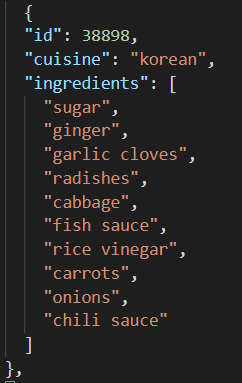 {
"id": 38898,
"cuisine": "korean",
"ingredients": [
"sugar",
"ginger",
"garlic cloves",
"radishes",
"cabbage",
"fish sauce",
"rice vinegar",
"carrots",
"onions",
"chili sauce"
]
},